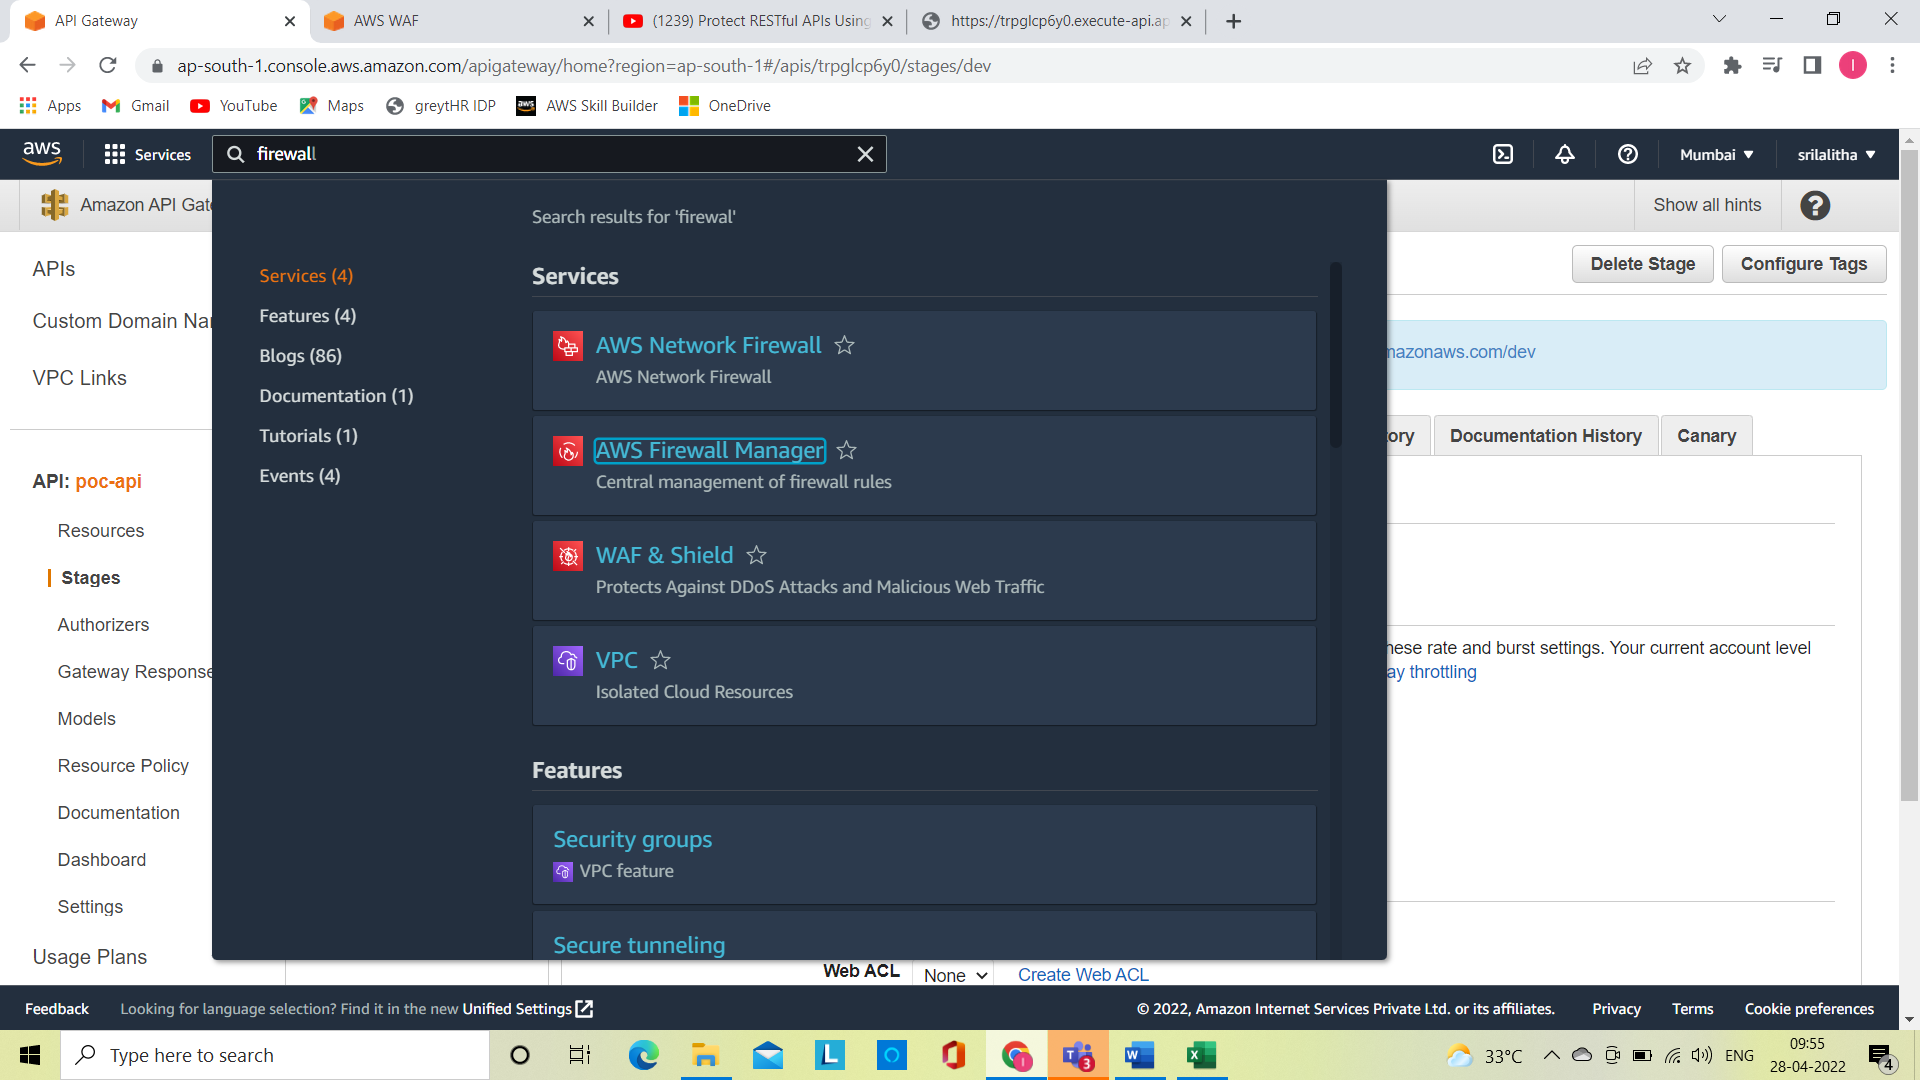 API Gateway
AWS WAF
(1239) Protect RESTful APIs Using
https://trpglcp6y0.execute-api.ap
ap-south-1.console.aws.amazon.com/apigateway/home?region=ap-south-1#/apis/trpglcp6y0/stages/dev
I
Apps
Gmail
YouTube
Maps
greytHR IDP
aws
AWS Skill Builder
OneDrive
aws
Services
firewall
Mumbai ▼
srilalitha ▼
Amazon API Gat
Show all hints
?
Search results for 'firewal'
APIs
Custom Domain Nar
VPC Links
API: poc-api
Resources
Stages
Authorizers
Gateway Response
Models
Resource Policy
Documentation
Dashboard
Settings
Usage Plans
Services (4)
Features (4)
Blogs (86)
Documentation (1)
Tutorials (1)
Events (4)
Services
AWS Network Firewall
AWS Network Firewall
AWS Firewall Manager
Central management of firewall rules
WAF & Shield
Protects Against DDoS Attacks and Malicious Web Traffic
VPC
Isolated Cloud Resources
Features
Security groups
VPC feature
Secure tunneling
Delete Stage
Configure Tags
mazonaws.com/dev
ory
Documentation History
Canary
hese rate and burst settings. Your current account level
ay throttling
Web ACL
None
Create Web ACL
Feedback
Looking for language selection? Find it in the new Unified Settings
© 2022, Amazon Internet Services Private Ltd. or its affiliates.
Privacy
Terms
Cookie preferences
Type here to search
L
3
W
X
33°C
ENG
09:55
28-04-2022
4